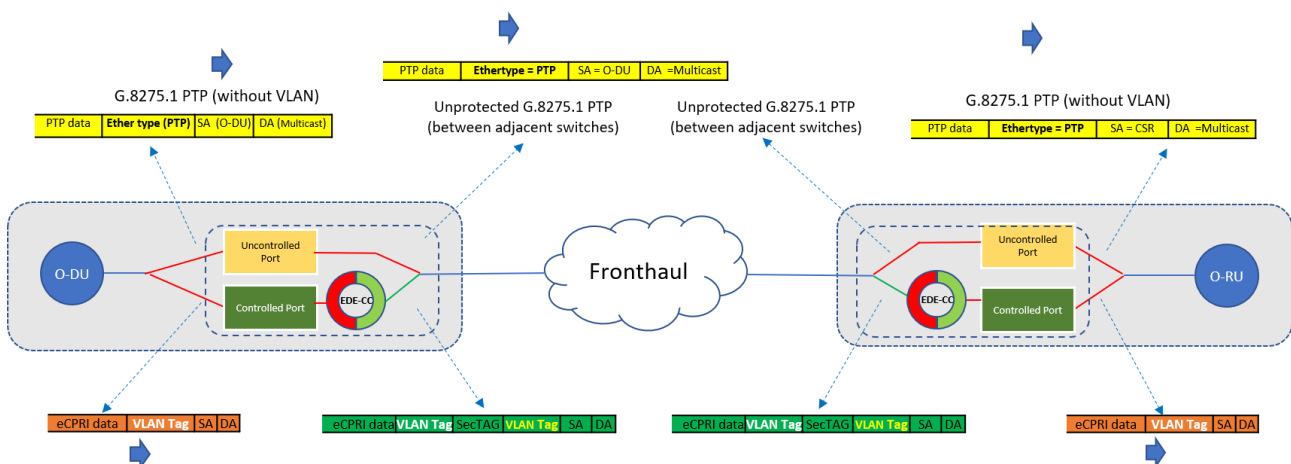 PTP data Ethertype = PTP SA = O-DU DA =Multicast
G.8275.1 PTP (without VLAN)
PTP data Ether type (PTP) SA (O-DU) DA (Multicast)
Unprotected G.8275.1 PTP
(between adjacent switches)
Unprotected G.8275.1 PTP
(between adjacent switches)
G.8275.1 PTP (without VLAN)
PTP data Ethertype = PTP SA = CSR DA =Multicast
O-DU
Uncontrolled
Port
Controlled Port
EDE-CC
Fronthaul
EDE-CC
Uncontrolled
Port
Controlled Port
O-RU
eCPRI data VLAN Tag SA DA
eCPRI data VLAN Tag SecTAG VLAN Tag SA DA
eCPRI data VLAN Tag SecTAG VLAN Tag SA DA
eCPRI data VLAN Tag SA DA